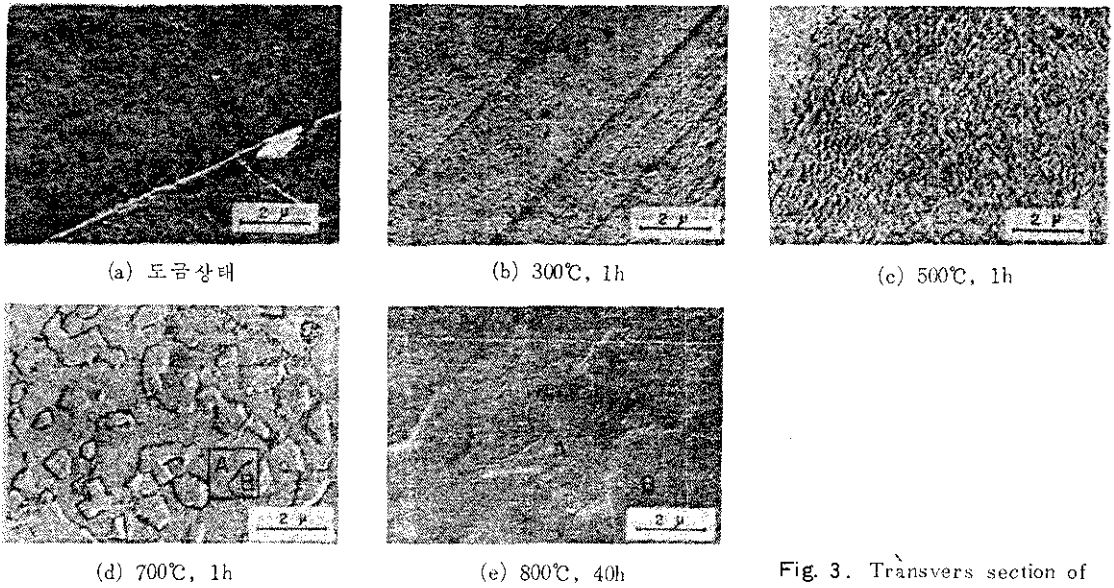 2 μ
2 μ
2 μ
(a) 도금상태
(b) 300℃, 1h
(c) 500℃, 1h
C
A
B
2 μ
A
B
2 μ
(d) 700℃, 1h
(e) 800℃, 40h
Fig. 3. Transvers section of